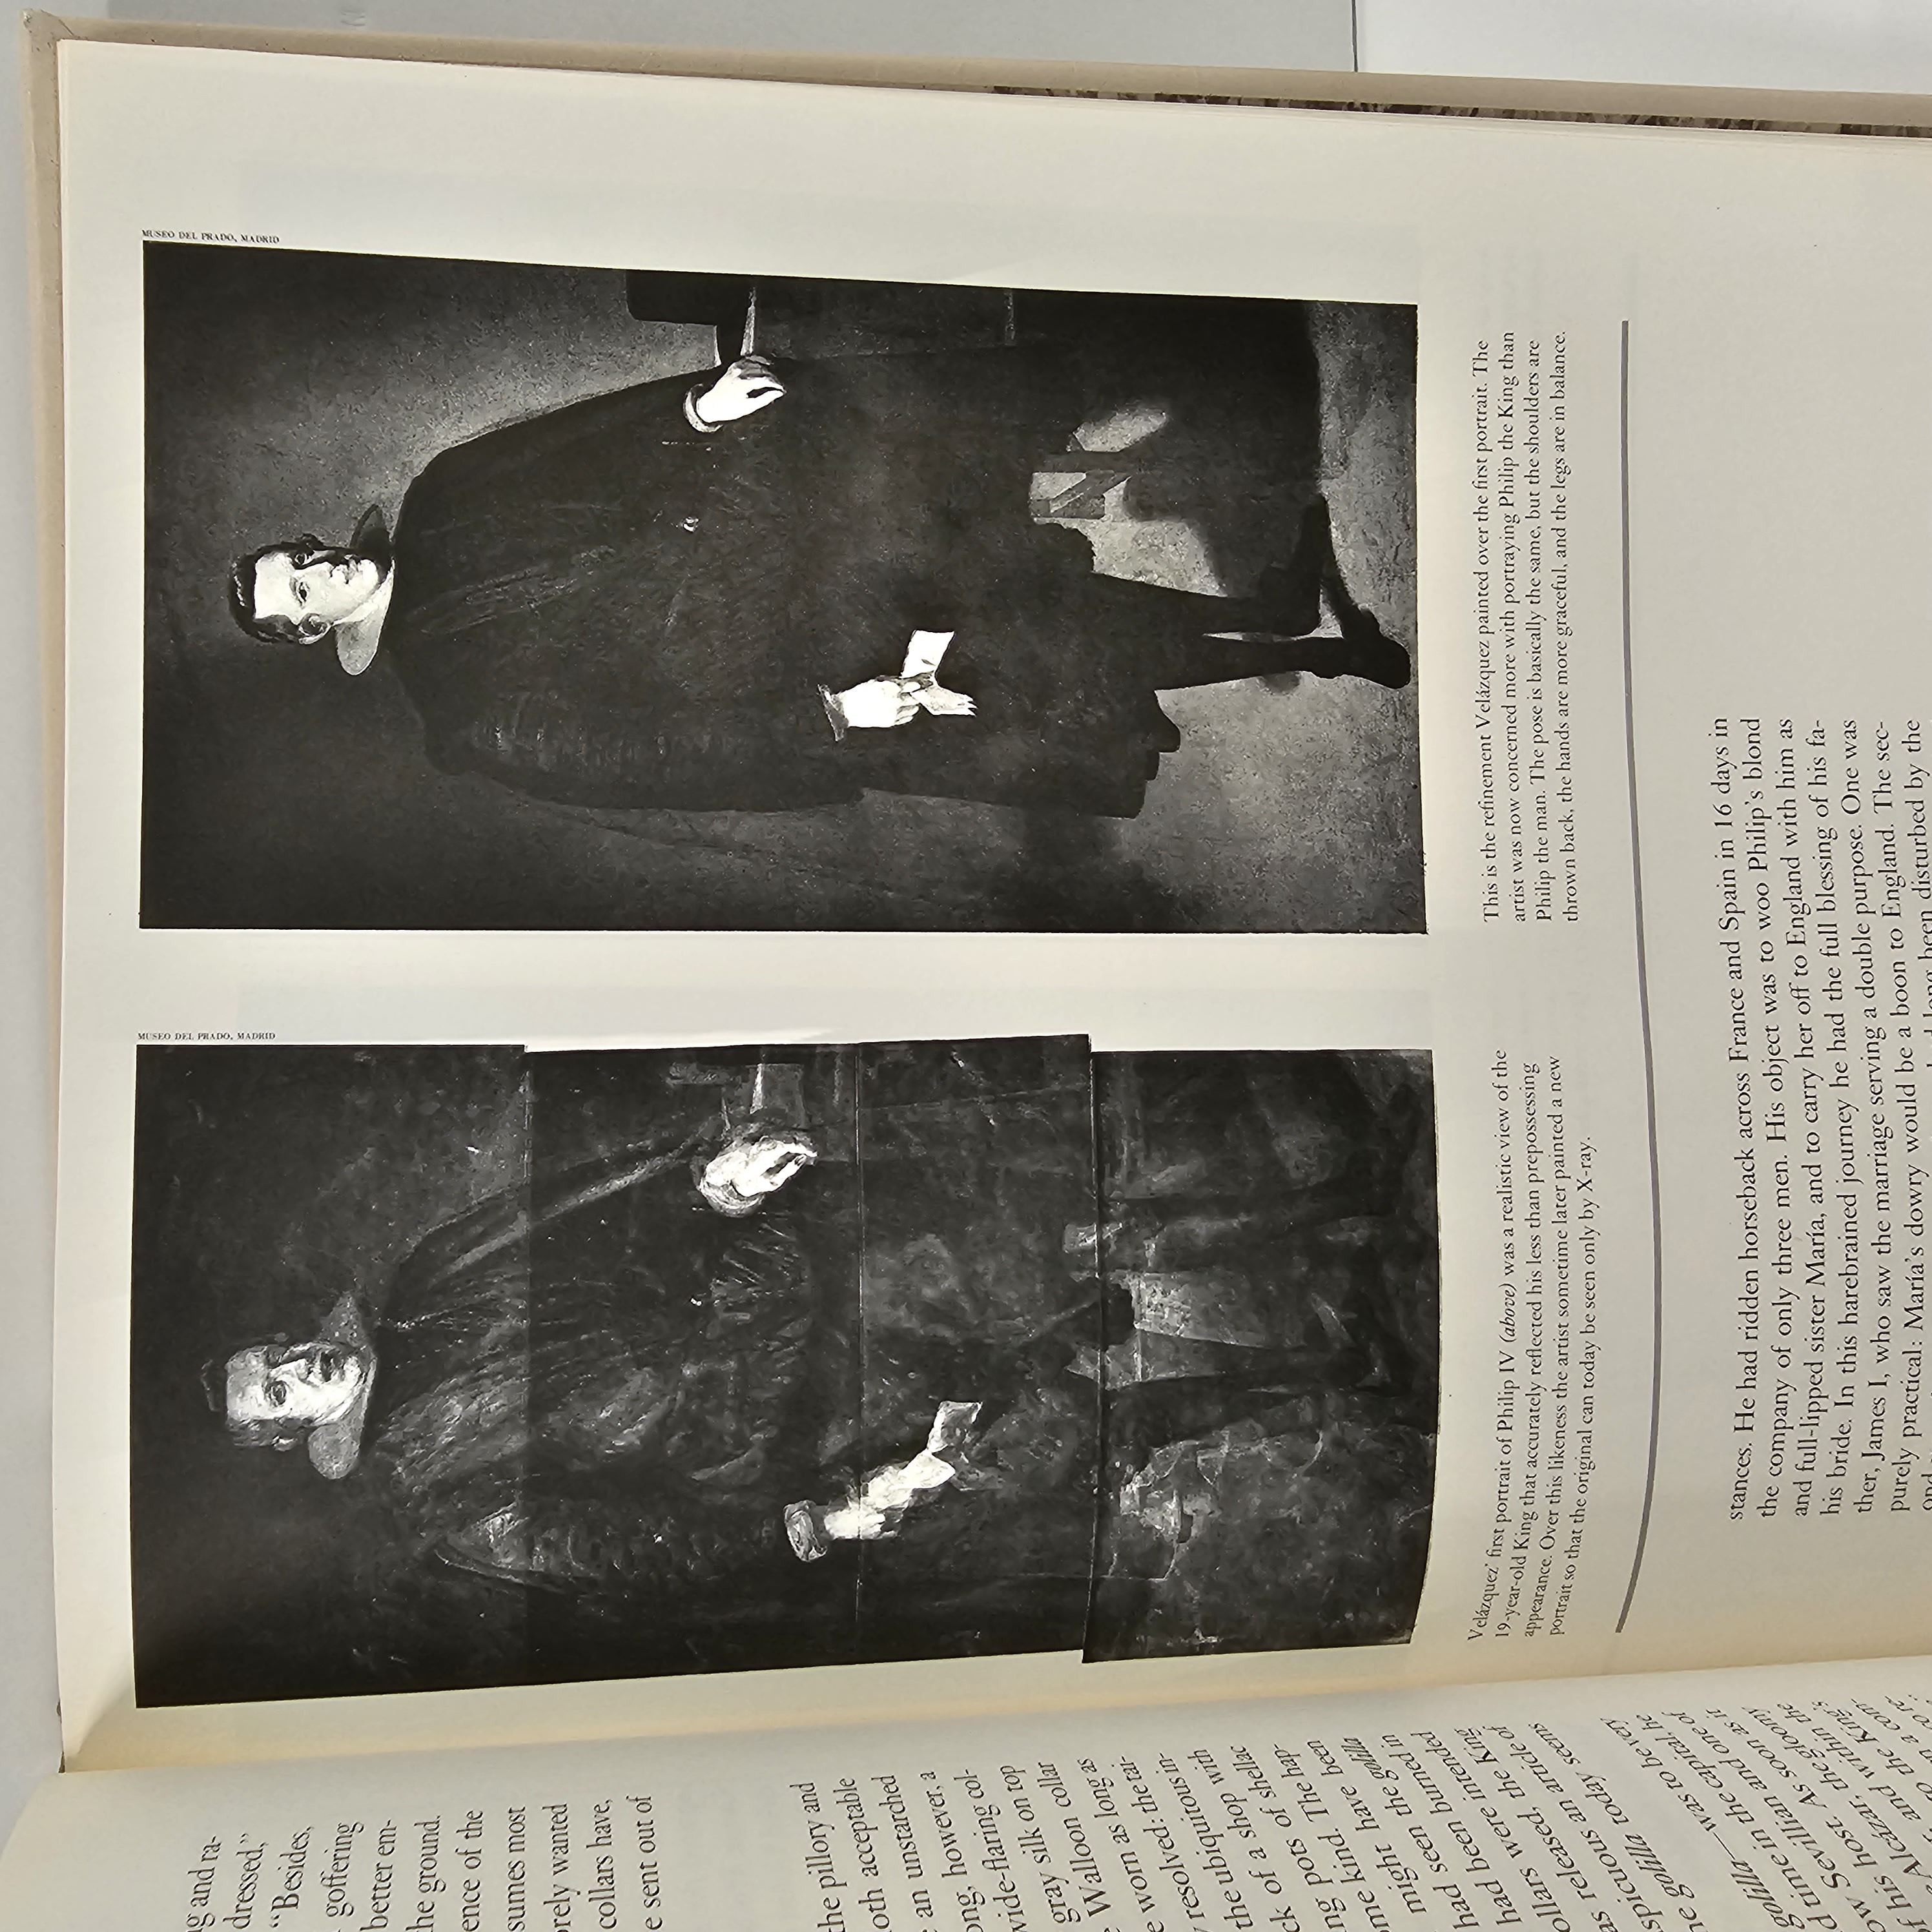 ng and ra-
dressed,”
“Besides,
goffering
better em-
the ground.
ence of the
sumes most
orely wanted
collars have,
e sent out of
the pillory and
oth acceptable
an unstarched
ong, however, a
wide-flaring col-
gray silk on top
Walloon collar
e worn as long as
y resolved: the tai-
the ubiquitous in-
ck of a shop with
ing pots of shellac
ome kind. The hap-
might have been
had seen the golilla
had been burned in
ollars were intended
as released, the King
nspicuous an article of
he golilla today seems
golilla—was to be very
d time in the capital, he
ow Sevillian and one of
of his host. As soon as it
Alcázar, the gloomy
and within the
to the King's
n a com-
to re-
MUSEO DEL PRADO, MADRID
MUSEO DEL PRADO, MADRID
Velázquez' first portrait of Philip IV (above) was a realistic view of the
19-year-old King that accurately reflected his less than prepossessing
appearance. Over this likeness the artist sometime later painted a new
portrait so that the original can today be seen only by X-ray.
This is the refinement Velázquez painted over the first portrait. The
artist was now concerned more with portraying Philip the King than
Philip the man. The pose is basically the same, but the shoulders are
thrown back, the hands are more graceful, and the legs are in balance.
stances. He had ridden horseback across France and Spain in 16 days in
the company of only three men. His object was to woo Philip's blond
and full-lipped sister María, and to carry her off to England with him as
his bride. In this harebrained journey he had the full blessing of his fa-
ther, James I, who saw the marriage serving a double purpose. One was
purely practical: María's dowry would be a boon to England. The sec-
long been disturbed by the